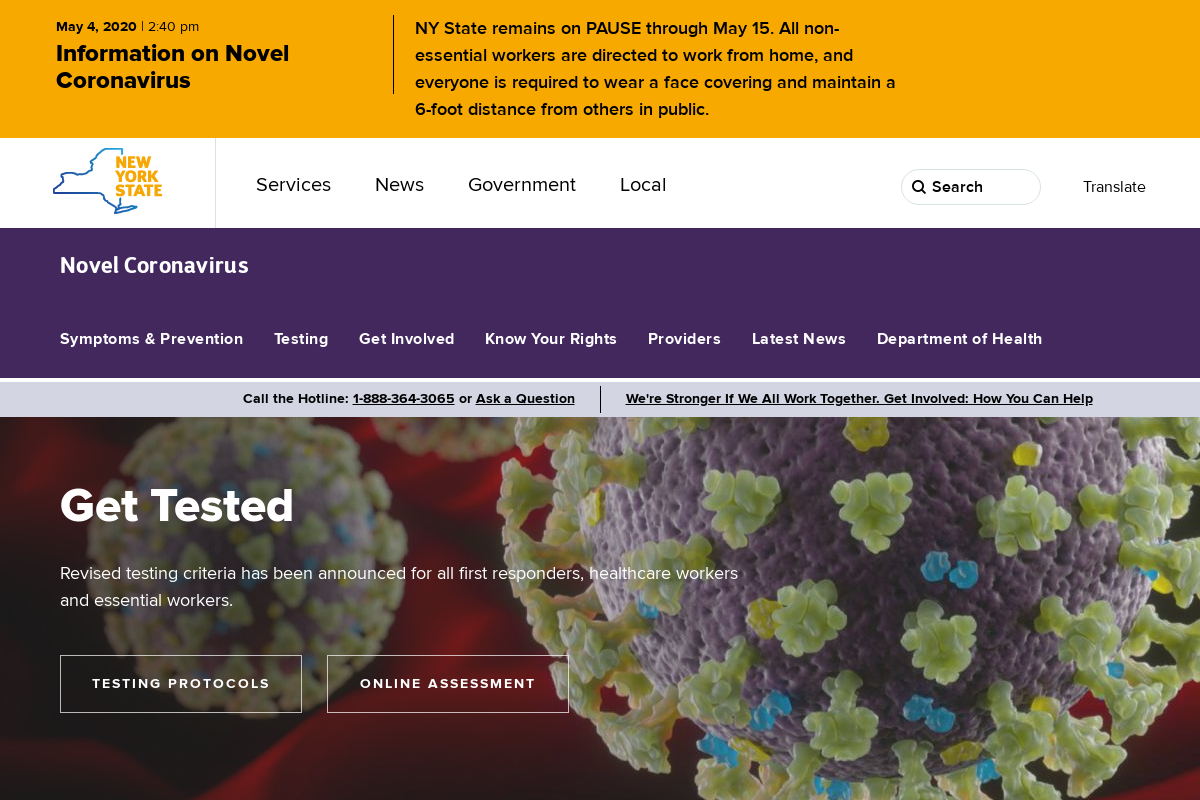 May 4, 2020 | 2:40 pm
Information on Novel
Coronavirus
NY State remains on PAUSE through May 15. All non-
essential workers are directed to work from home, and
everyone is required to wear a face covering and maintain a
6-foot distance from others in public.
NEW
YORK
STATE
Services News Government Local
Search
Translate
Novel Coronavirus
Symptoms & Prevention Testing Get Involved Know Your Rights Providers Latest News Department of Health
Call the Hotline: 1-888-364-3065 or Ask a Question
We're Stronger If We All Work Together. Get Involved: How You Can Help
Get Tested
Revised testing criteria has been announced for all first responders, healthcare workers
and essential workers.
TESTING PROTOCOLS
ONLINE ASSESSMENT